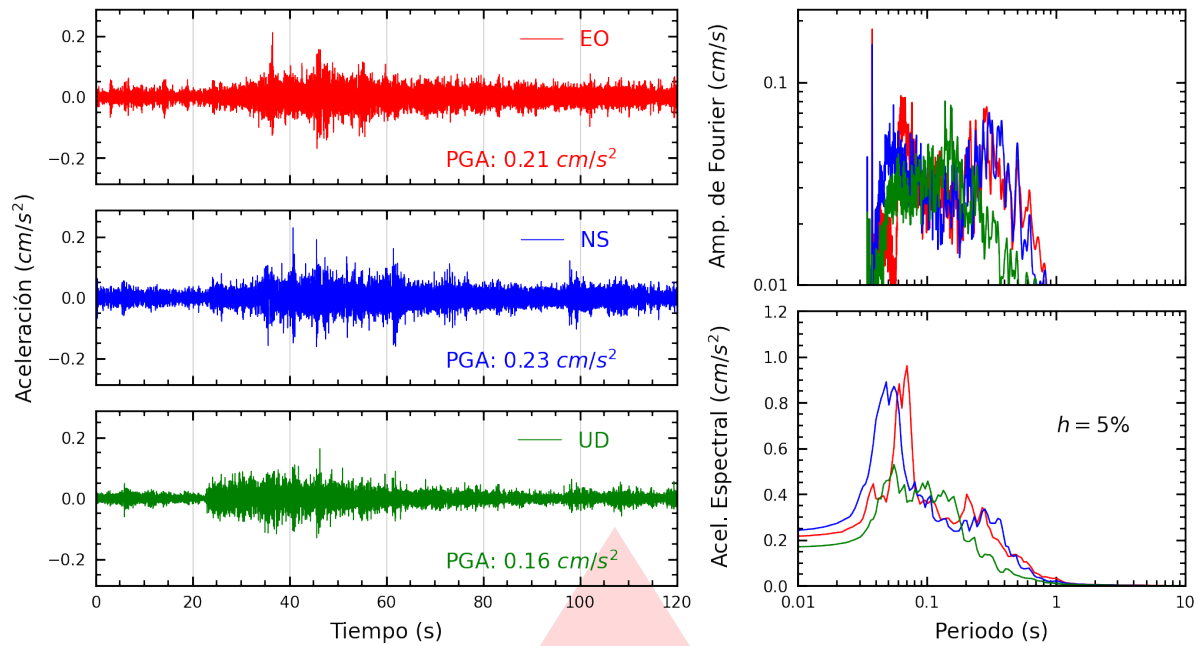 Aceleración (cm/s²)
0.2
0.0
−0.2
EO
PGA: 0.21 cm/s²
0.2
0.0
−0.2
NS
PGA: 0.23 cm/s²
0.2
0.0
−0.2
UD
PGA: 0.16 cm/s²
0 20 40 60 80 100 120
Tiempo (s)
Amp. de Fourier (cm/s)
0.1
0.01
Acel. Espectral (cm/s²)
1.2
1.0
0.8
0.6
0.4
0.2
0.0
h = 5%
0.01 0.1 1 10
Periodo (s)